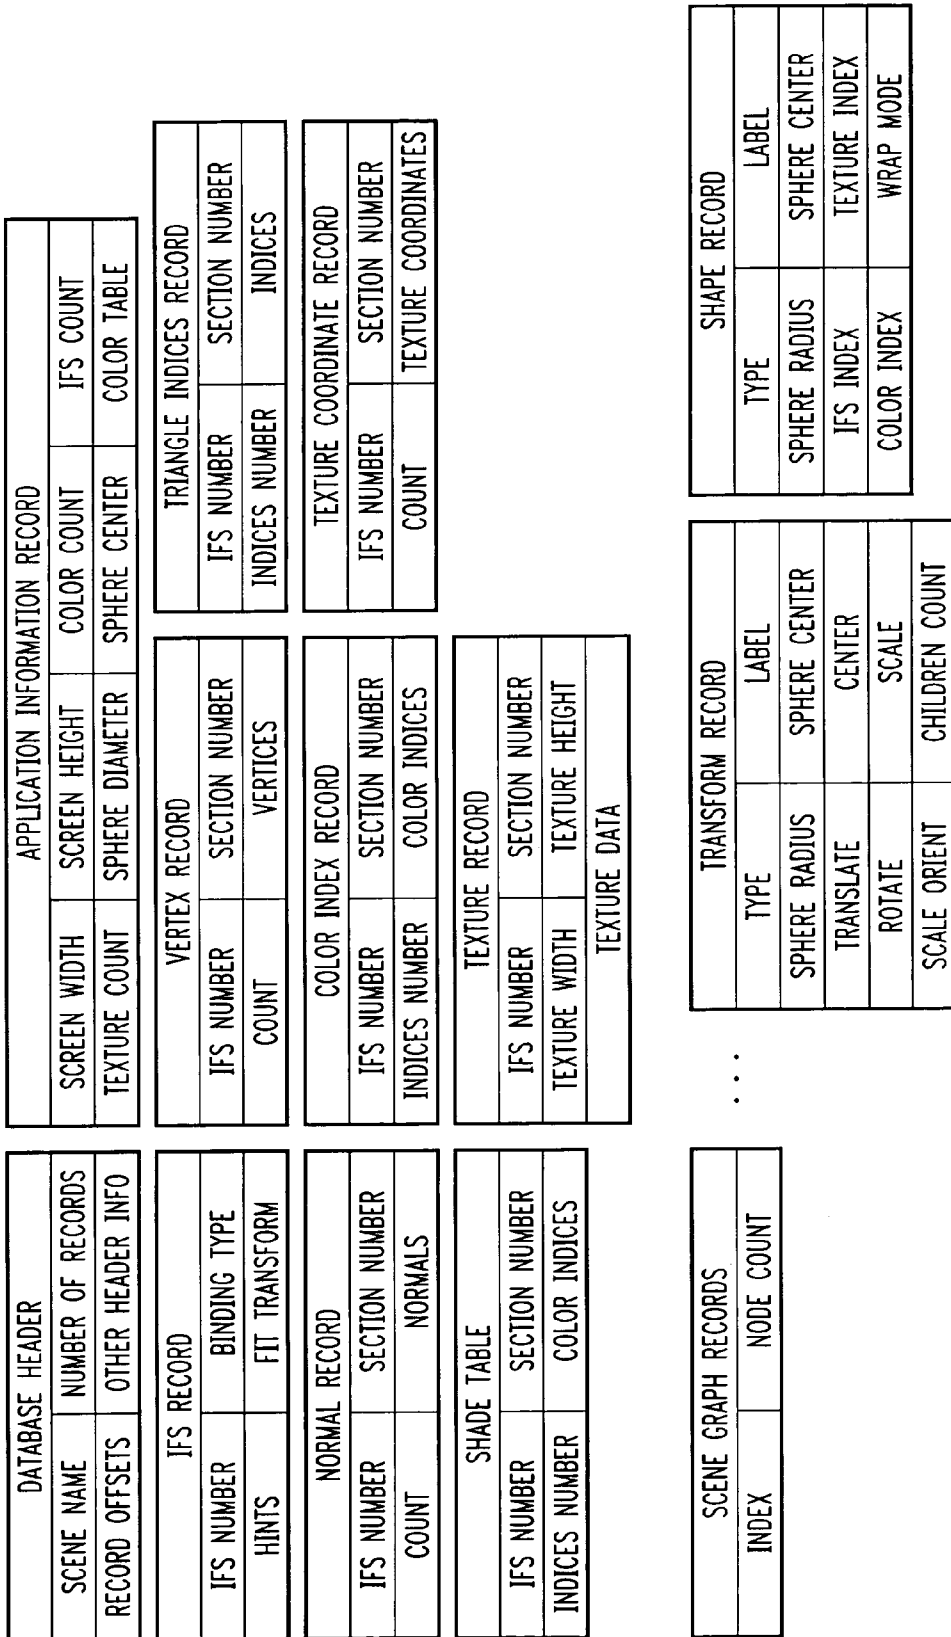 DATABASE HEADER
SCENE NAME NUMBER OF RECORDS
RECORD OFFSETS OTHER HEADER INFO
APPLICATION INFORMATION RECORD
SCREEN WIDTH SCREEN HEIGHT COLOR COUNT IFS COUNT
TEXTURE COUNT SPHERE DIAMETER SPHERE CENTER COLOR TABLE
IFS RECORD
IFS NUMBER BINDING TYPE
HINTS FIT TRANSFORM
VERTEX RECORD
IFS NUMBER SECTION NUMBER
COUNT VERTICES
TRIANGLE INDICES RECORD
IFS NUMBER SECTION NUMBER
INDICES NUMBER INDICES
NORMAL RECORD
IFS NUMBER SECTION NUMBER
COUNT NORMALS
COLOR INDEX RECORD
IFS NUMBER SECTION NUMBER
INDICES NUMBER COLOR INDICES
TEXTURE COORDINATE RECORD
IFS NUMBER SECTION NUMBER
COUNT TEXTURE COORDINATES
SHADE TABLE
IFS NUMBER SECTION NUMBER
INDICES NUMBER COLOR INDICES
TEXTURE RECORD
IFS NUMBER SECTION NUMBER
TEXTURE WIDTH TEXTURE HEIGHT
TEXTURE DATA
SCENE GRAPH RECORDS
INDEX NODE COUNT
...
TRANSFORM RECORD
TYPE LABEL
SPHERE RADIUS SPHERE CENTER
TRANSLATE CENTER
ROTATE SCALE
SCALE ORIENT CHILDREN COUNT
SHAPE RECORD
TYPE LABEL
SPHERE RADIUS SPHERE CENTER
IFS INDEX TEXTURE INDEX
COLOR INDEX WRAP MODE